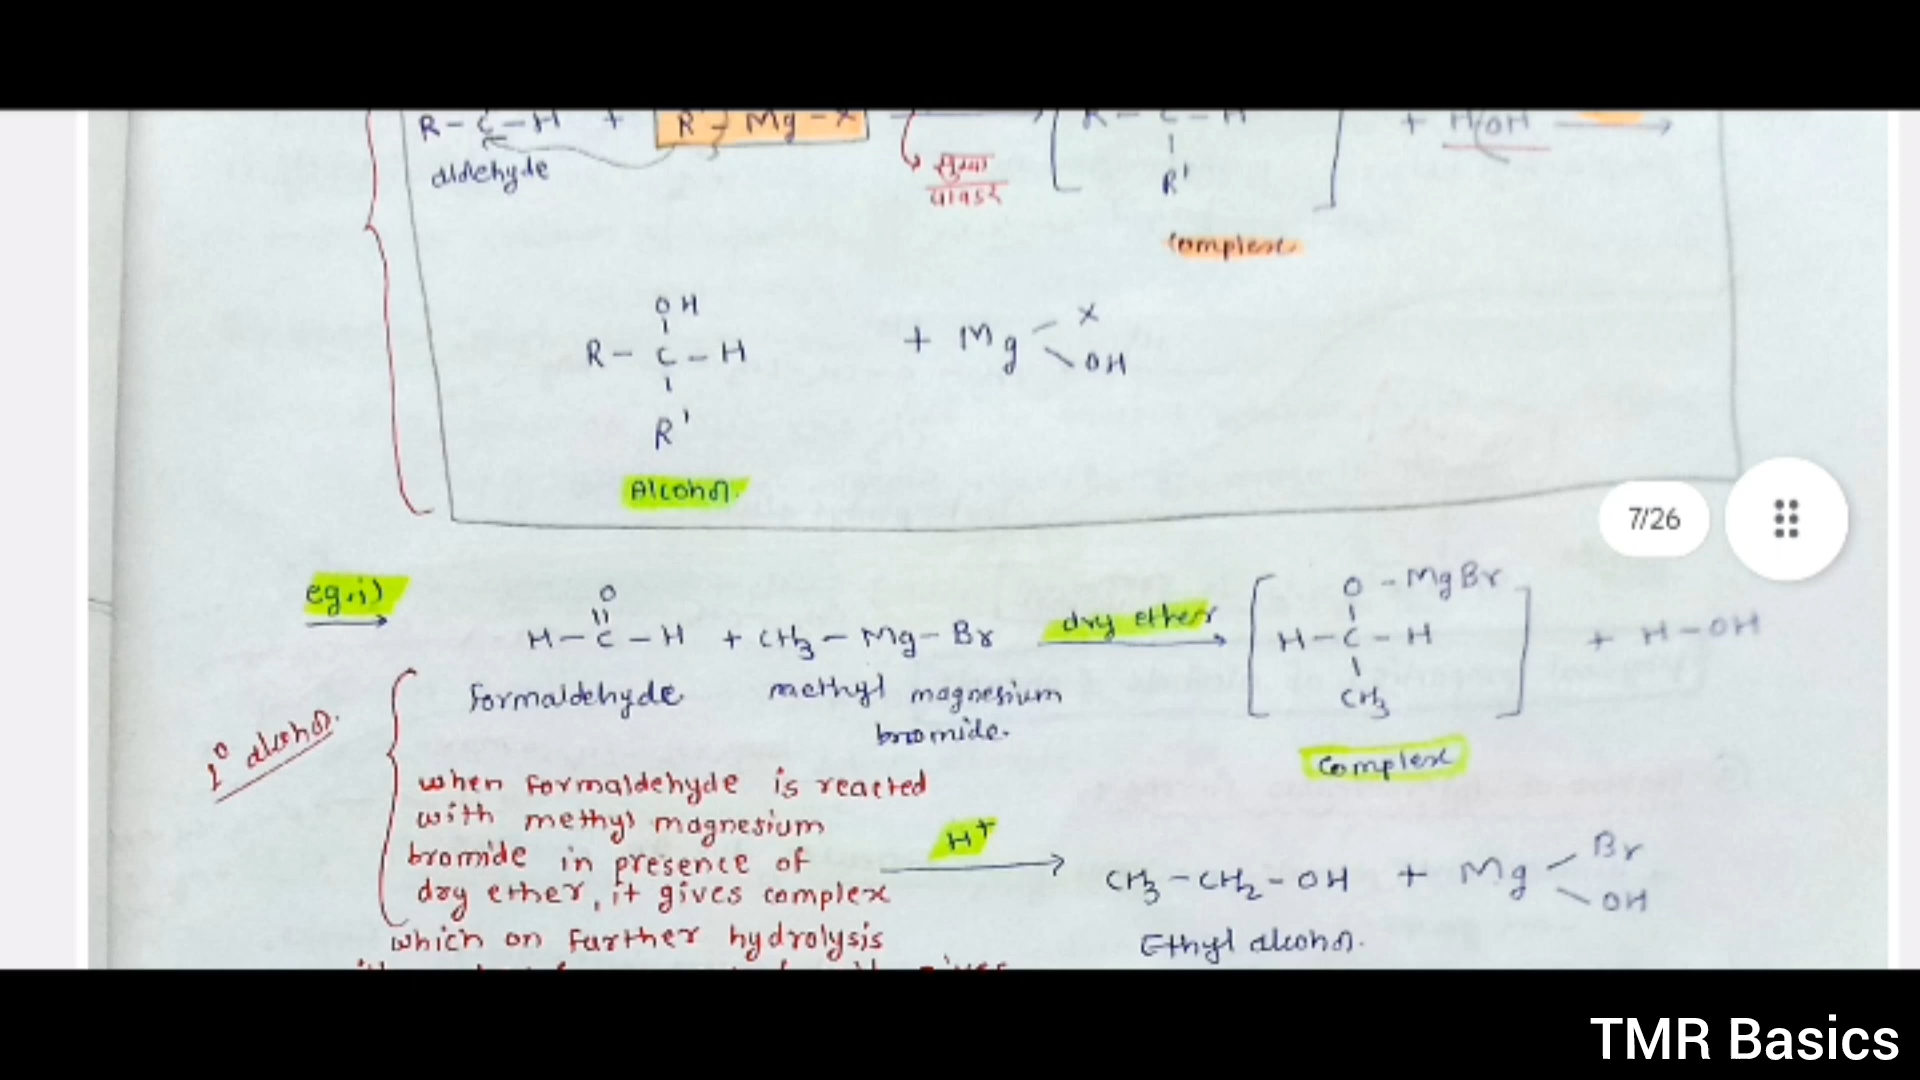 R - C - H + R' - Mg - X
R - C - H
R'
+ H/OH
aldehyde
complex
OH
R - C - H
R'
+ Mg
X
OH
Alcohol.
7/26
eg.i)
O
H - C - H + CH3 - Mg - Br
dry ether
O - MgBr
H - C - H
CH3
+ H - OH
formaldehyde
methyl magnesium
bromide.
complex
1° alcohol.
when formaldehyde is reacted
with methyl magnesium
bromide in presence of
dry ether, it gives complex
which on further hydrolysis
H+
CH3 - CH2 - OH + Mg
Br
OH
Ethyl alcohol.
TMR Basics